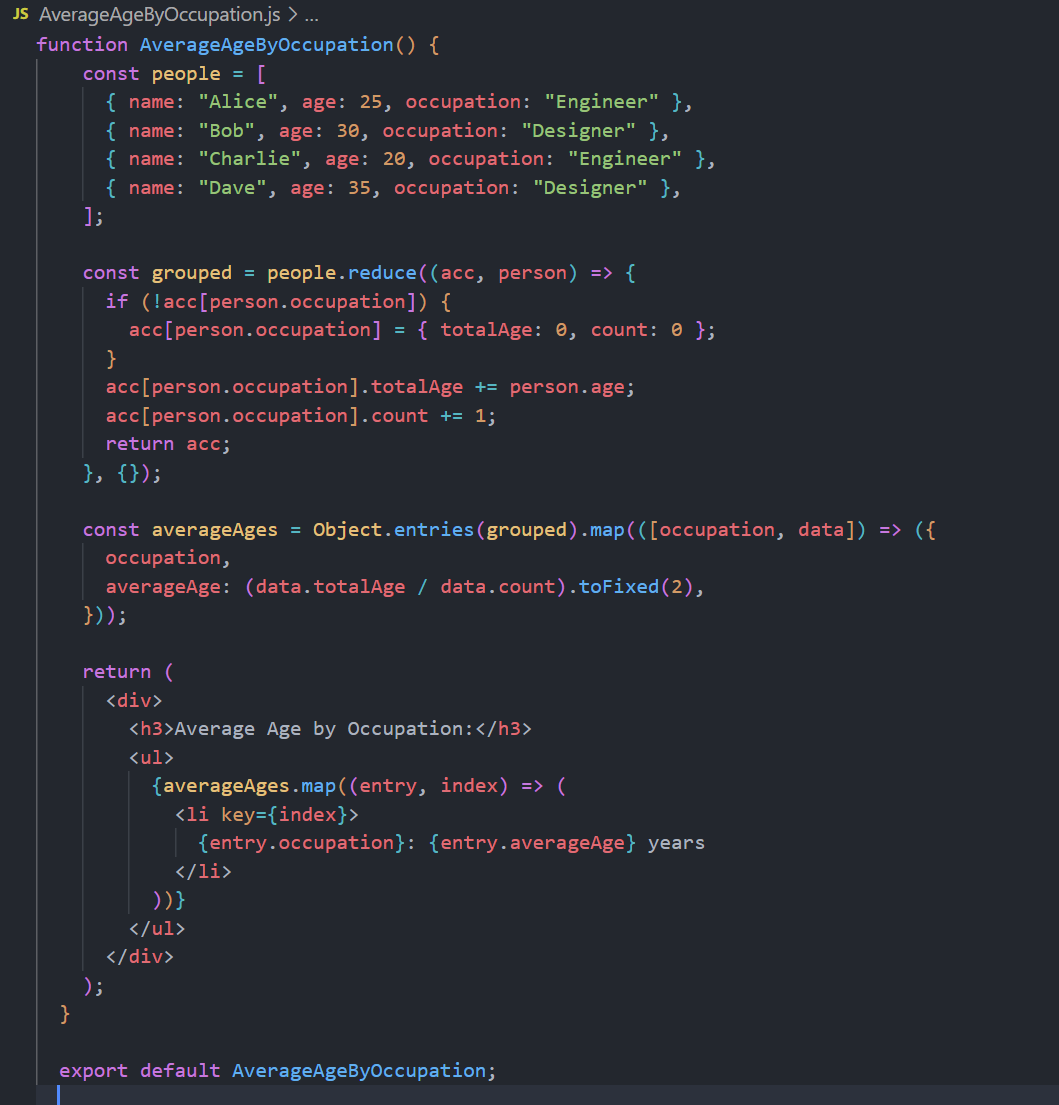 JS AverageAgeByOccupation.js > ...
function AverageAgeByOccupation() {
    const people = [
      { name: "Alice", age: 25, occupation: "Engineer" },
      { name: "Bob", age: 30, occupation: "Designer" },
      { name: "Charlie", age: 20, occupation: "Engineer" },
      { name: "Dave", age: 35, occupation: "Designer" },
    ];

    const grouped = people.reduce((acc, person) => {
      if (!acc[person.occupation]) {
        acc[person.occupation] = { totalAge: 0, count: 0 };
      }
      acc[person.occupation].totalAge += person.age;
      acc[person.occupation].count += 1;
      return acc;
    }, {});

    const averageAges = Object.entries(grouped).map(([occupation, data]) => ({
      occupation,
      averageAge: (data.totalAge / data.count).toFixed(2),
    }));

    return (
      <div>
        <h3>Average Age by Occupation:</h3>
        <ul>
          {averageAges.map((entry, index) => (
            <li key={index}>
              {entry.occupation}: {entry.averageAge} years
            </li>
          ))}
        </ul>
      </div>
    );
  }

  export default AverageAgeByOccupation;